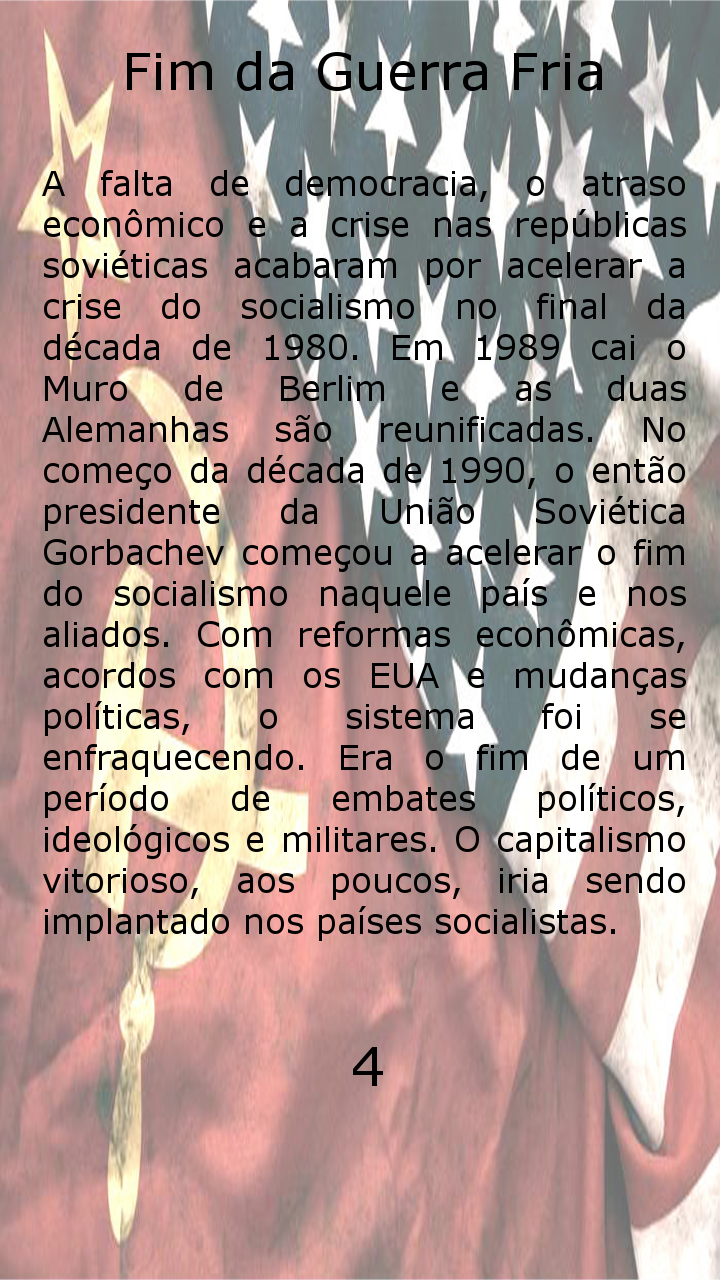 Fim da Guerra Fria
A falta de democracia, o atraso
econômico e a crise nas repúblicas
soviéticas acabaram por acelerar a
crise do socialismo no final da
década de 1980. Em 1989 cai o
Muro de Berlim e as duas
Alemanhas são reunificadas. No
começo da década de 1990, o então
presidente da União Soviética
Gorbachev começou a acelerar o fim
do socialismo naquele país e nos
aliados. Com reformas econômicas,
acordos com os EUA e mudanças
políticas, o sistema foi se
enfraquecendo. Era o fim de um
período de embates políticos,
ideológicos e militares. O capitalismo
vitorioso, aos poucos, iria sendo
implantado nos países socialistas.
4